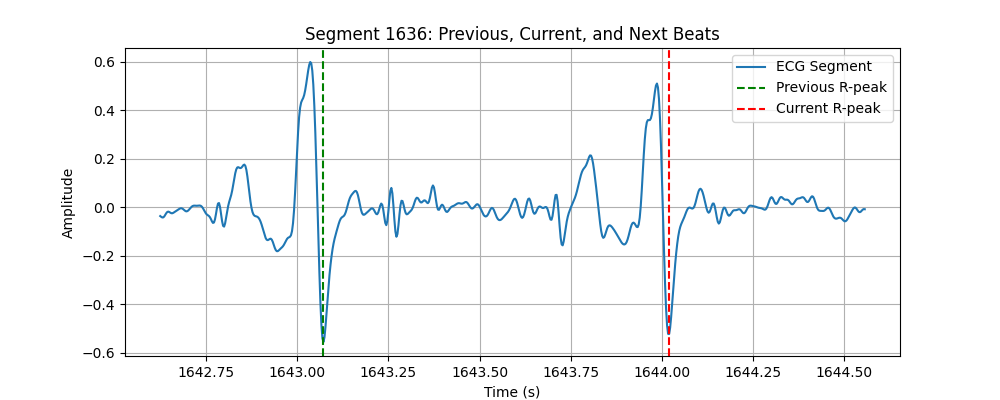 Segment 1636: Previous, Current, and Next Beats
ECG Segment
Previous R-peak
Current R-peak
Amplitude
0.6
0.4
0.2
0.0
−0.2
−0.4
−0.6
1642.75 1643.00 1643.25 1643.50 1643.75 1644.00 1644.25 1644.50
Time (s)